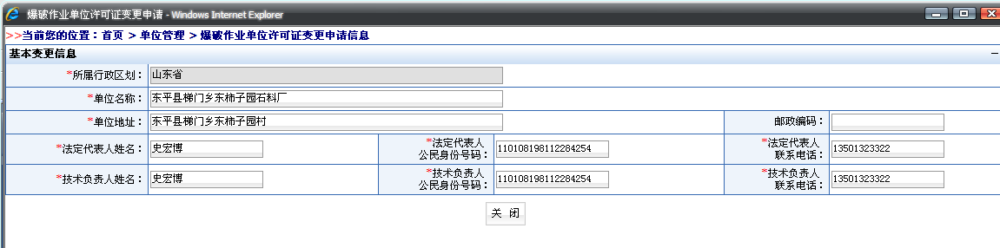 爆破作业单位许可证变更申请 - Windows Internet Explorer
>>当前您的位置：首页 > 单位管理 > 爆破作业单位许可证变更申请信息
基本变更信息
*所属行政区划： 山东省
*单位名称： 东平县梯门乡东柿子园石料厂
*单位地址： 东平县梯门乡东柿子园村 邮政编码：
*法定代表人姓名： 史宏博 *法定代表人公民身份号码： 110108198112284254 *法定代表人联系电话： 13501323322
*技术负责人姓名： 史宏博 *技术负责人公民身份号码： 110108198112284254 *技术负责人联系电话： 13501323322
关 闭